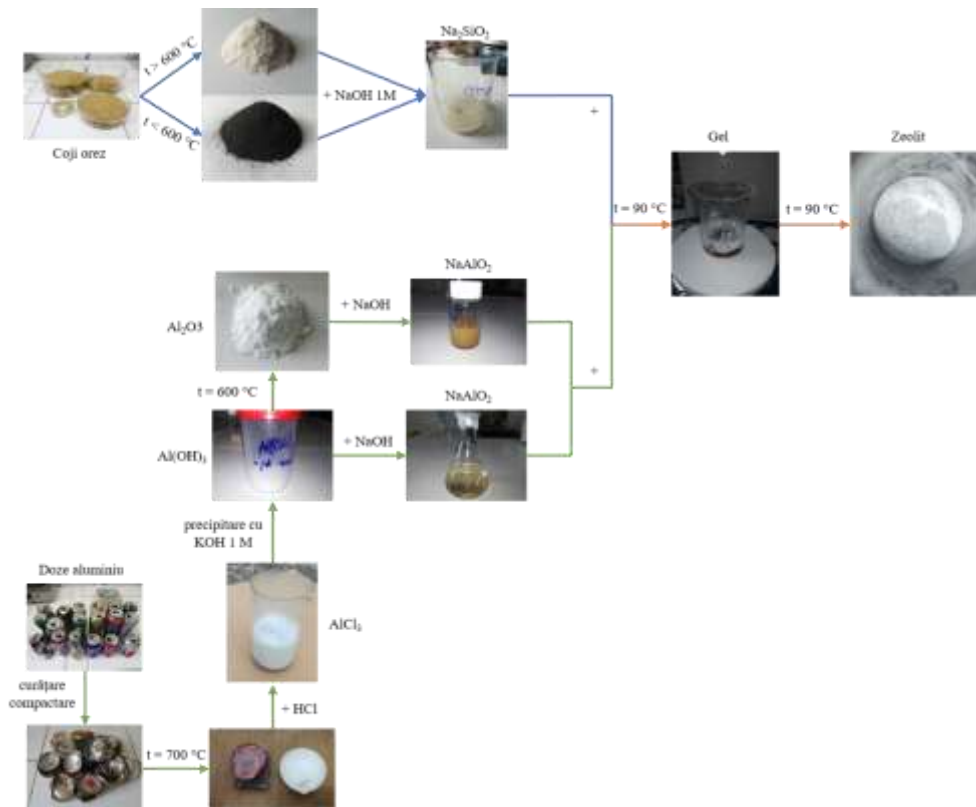 Na₂SiO₂
t > 600 °C
t < 600°C
+ NaOH 1M
+
Coji orez
Gel
Zeolit
t = 90 °C
t = 90 °C
NaAlO₂
+ NaOH
Al₂O3
+
t = 600 °C
NaAlO₂
+ NaOH
Al(OH)₃
precipitare cu
KOH 1 M
Doze aluminiu
AlCl₃
curățare
compactare
+ HCl
t = 700 °C